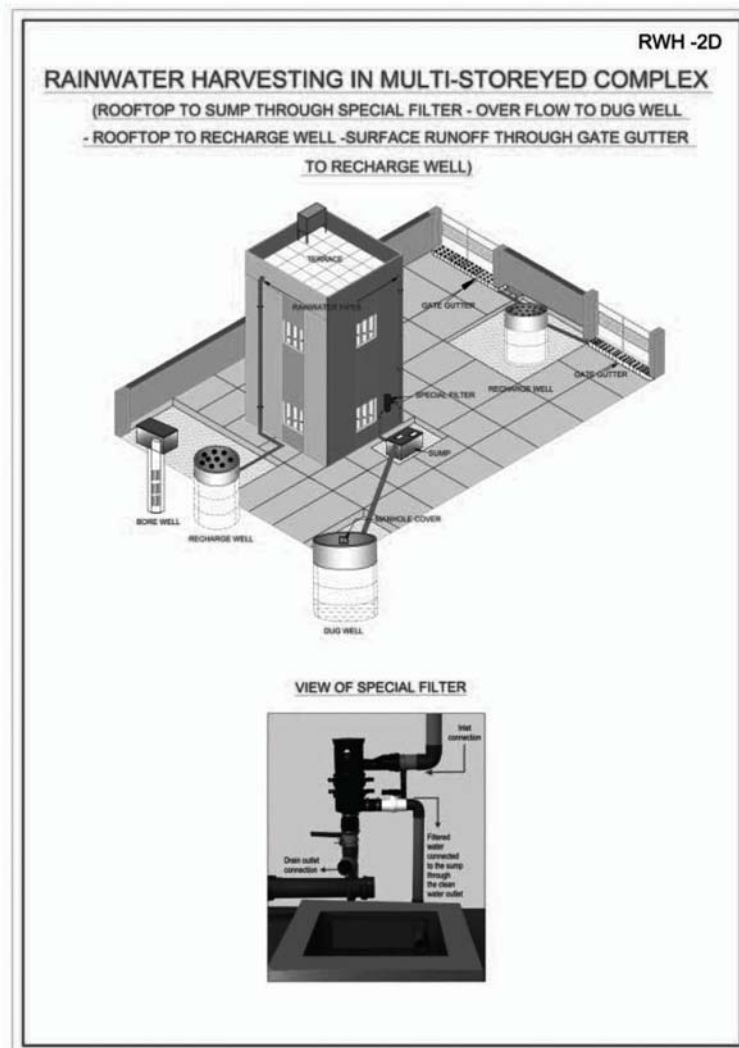 RWH -2D
RAINWATER HARVESTING IN MULTI-STOREYED COMPLEX
(ROOFTOP TO SUMP THROUGH SPECIAL FILTER - OVER FLOW TO DUG WELL
- ROOFTOP TO RECHARGE WELL -SURFACE RUNOFF THROUGH GATE GUTTER
TO RECHARGE WELL)
TERRACE
RAINWATER PIPES
GATE GUTTER
RECHARGE WELL
GATE GUTTER
SPECIAL FILTER
SUMP
BORE WELL
RECHARGE WELL
MANHOLE COVER
DUG WELL
VIEW OF SPECIAL FILTER
Inlet
connection
Drain outlet
connection
Filtered
water
connected
to the sump
through
the clean
water outlet